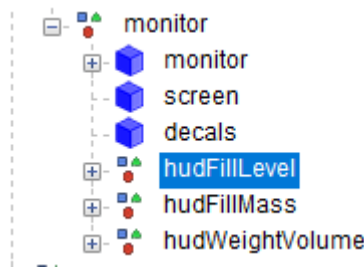 monitor
monitor
screen
decals
hudFillLevel
hudFillMass
hudWeightVolume